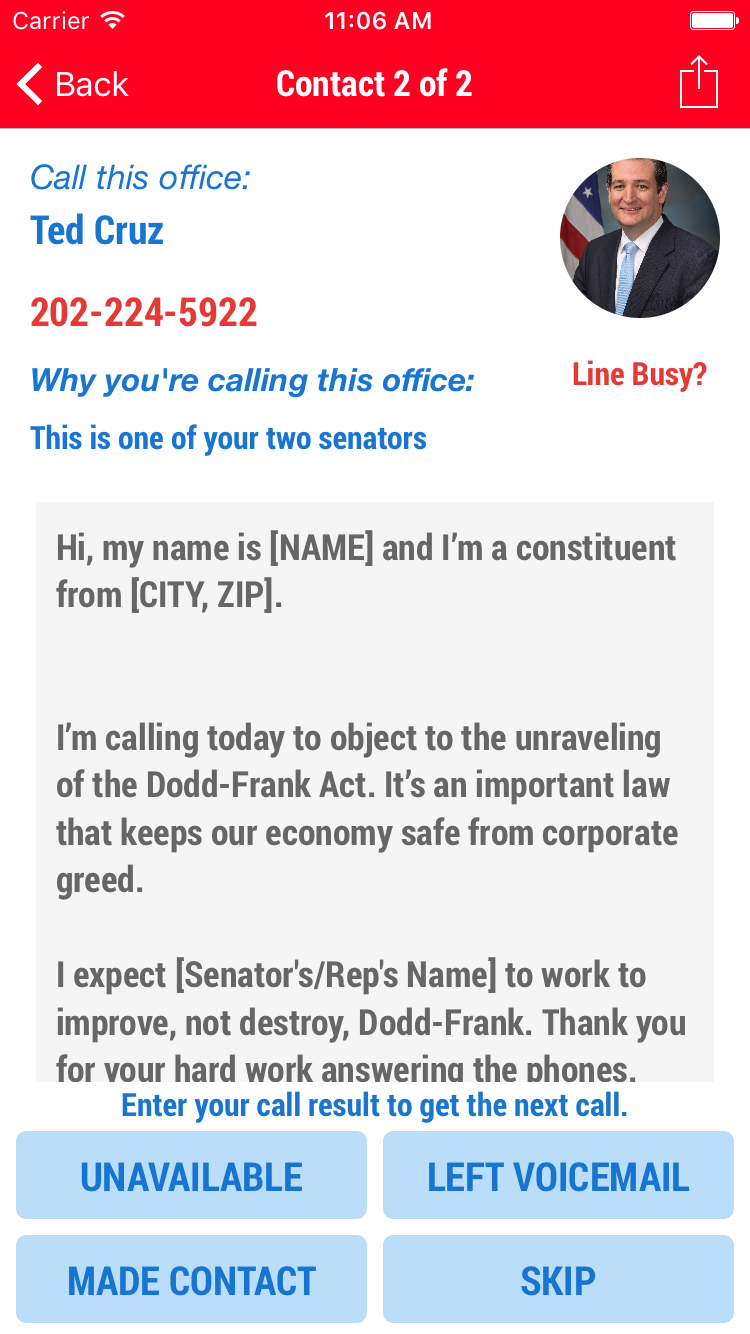 Carrier 11:06 AM
Back Contact 2 of 2
Call this office:
Ted Cruz
202-224-5922
Why you're calling this office:
Line Busy?
This is one of your two senators
Hi, my name is [NAME] and I’m a constituent
from [CITY, ZIP].
I’m calling today to object to the unraveling
of the Dodd-Frank Act. It’s an important law
that keeps our economy safe from corporate
greed.
I expect [Senator's/Rep's Name] to work to
improve, not destroy, Dodd-Frank. Thank you
for your hard work answering the phones.
Enter your call result to get the next call.
UNAVAILABLE LEFT VOICEMAIL
MADE CONTACT SKIP